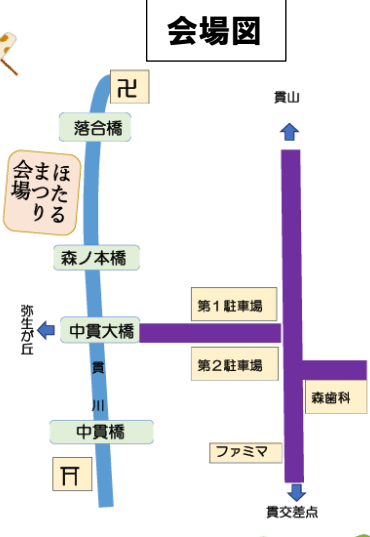 会場図
卍
貫山
落合橋
ほたる
まつり
会場
森ノ本橋
第1駐車場
弥生が丘
中貫大橋
第2駐車場
貫
川
森歯科
中貫橋
ファミマ
貫交差点